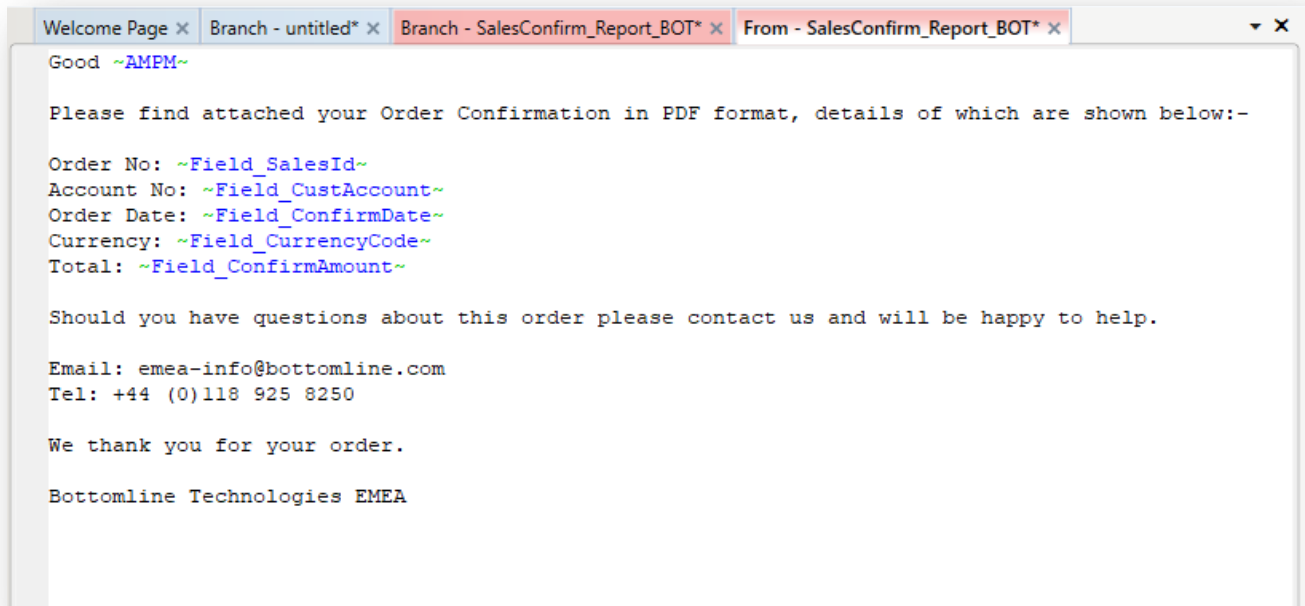 Welcome Page × Branch - untitled* × Branch - SalesConfirm_Report_BOT* × From - SalesConfirm_Report_BOT* ×
Good ~AMPM~
Please find attached your Order Confirmation in PDF format, details of which are shown below:-
Order No: ~Field_SalesId~
Account No: ~Field_CustAccount~
Order Date: ~Field_ConfirmDate~
Currency: ~Field_CurrencyCode~
Total: ~Field_ConfirmAmount~
Should you have questions about this order please contact us and will be happy to help.
Email: emea-info@bottomline.com
Tel: +44 (0)118 925 8250
We thank you for your order.
Bottomline Technologies EMEA